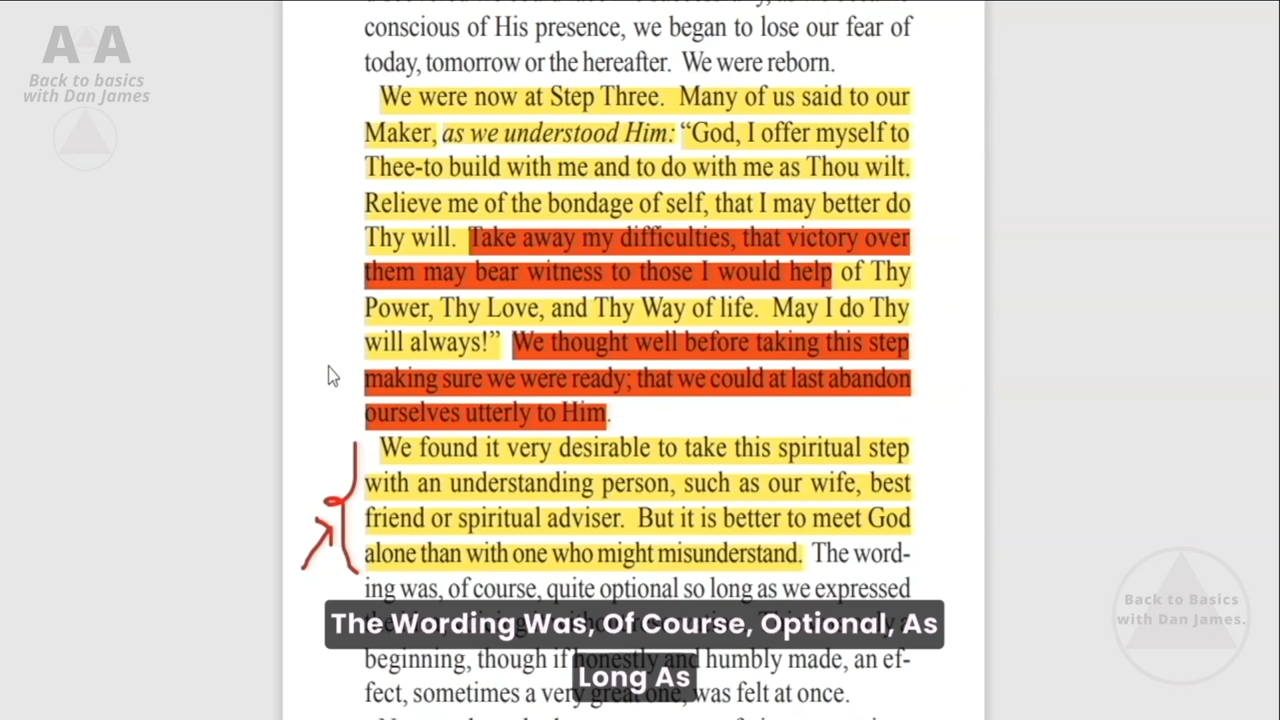 A A
Back to basics
with Dan James
conscious of His presence, we began to lose our fear of
today, tomorrow or the hereafter. We were reborn.
We were now at Step Three. Many of us said to our
Maker, as we understood Him: “God, I offer myself to
Thee-to build with me and to do with me as Thou wilt.
Relieve me of the bondage of self, that I may better do
Thy will. Take away my difficulties, that victory over
them may bear witness to those I would help of Thy
Power, Thy Love, and Thy Way of life. May I do Thy
will always!” We thought well before taking this step
making sure we were ready; that we could at last abandon
ourselves utterly to Him.
We found it very desirable to take this spiritual step
with an understanding person, such as our wife, best
friend or spiritual adviser. But it is better to meet God
alone than with one who might misunderstand. The word-
ing was, of course, quite optional so long as we expressed
The Wording Was, Of Course, Optional, As
beginning, though if honestly and humbly made, an ef-
Long As
fect, sometimes a very great one, was felt at once.
Back to Basics
with Dan James.